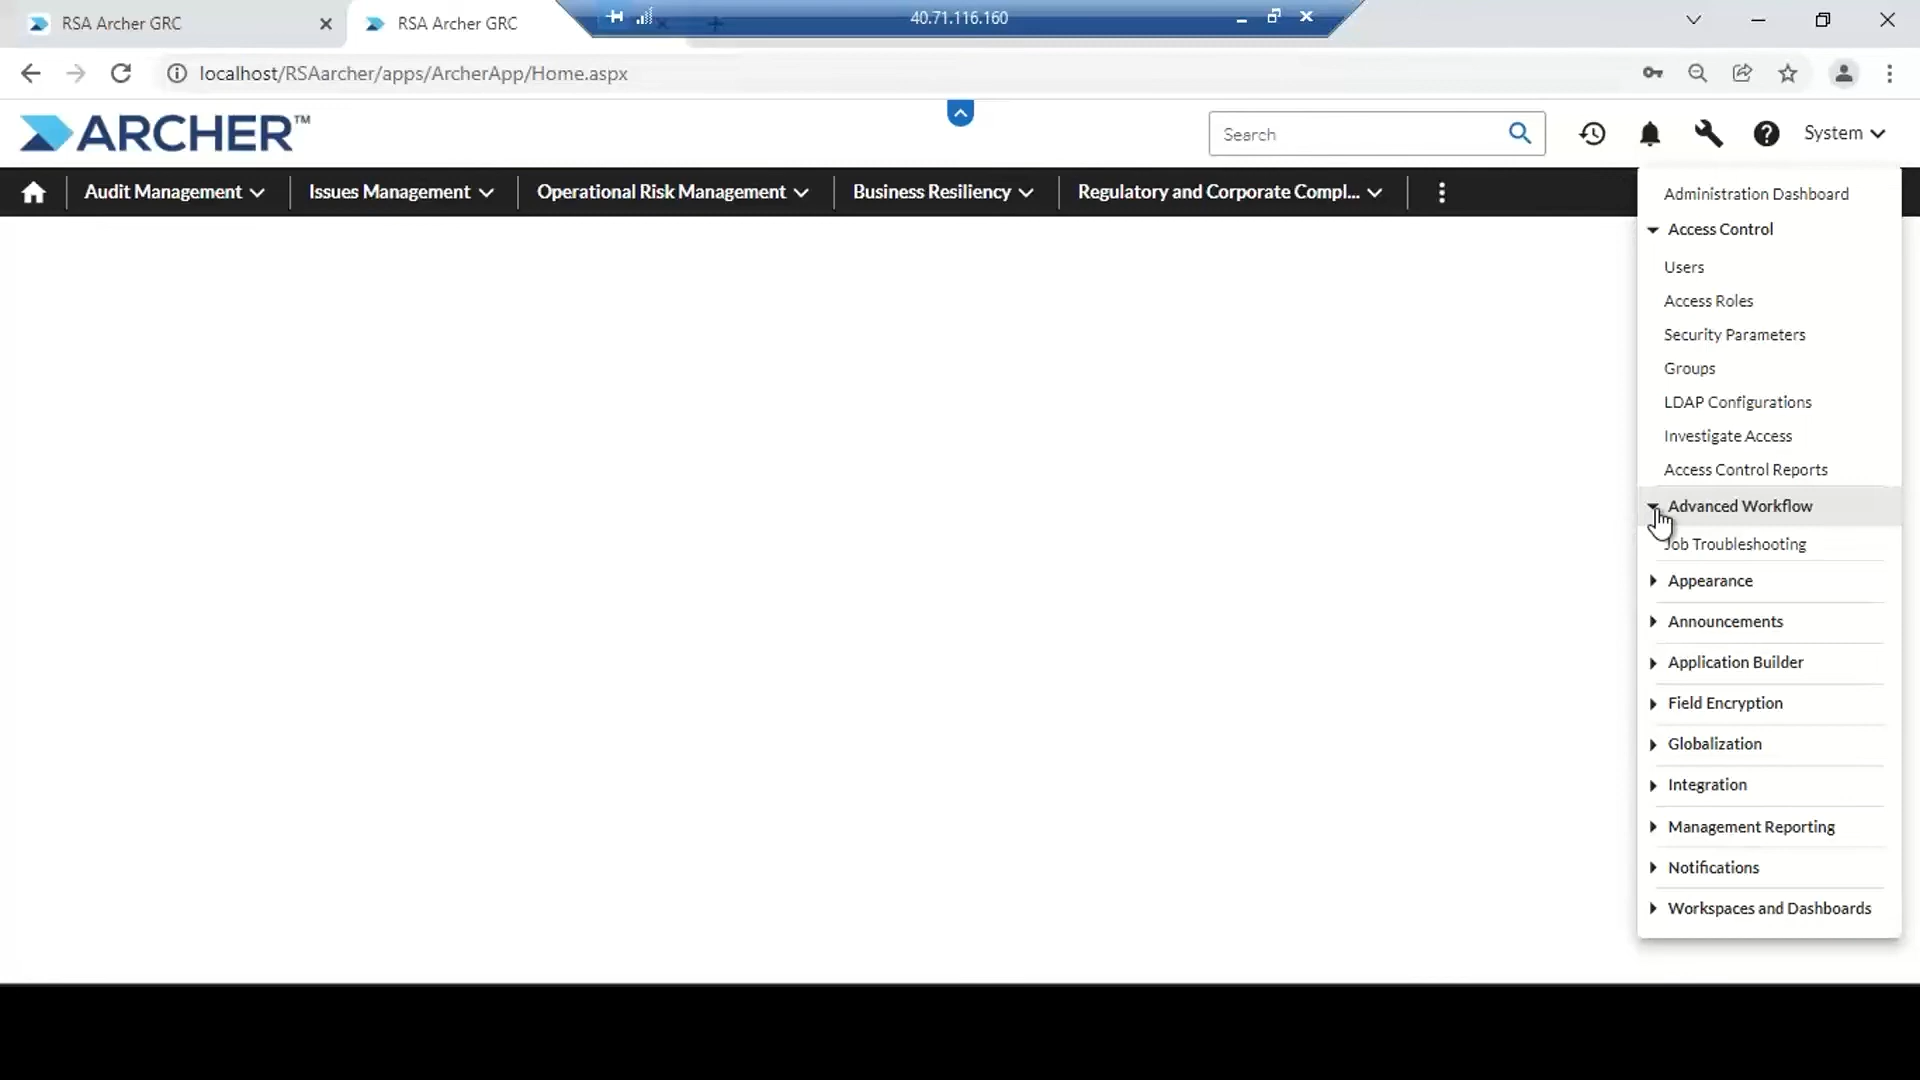 RSA Archer GRC
RSA Archer GRC
40.71.116.160
localhost/RSAarcher/apps/ArcherApp/Home.aspx
ARCHER™
Search
System
Audit Management
Issues Management
Operational Risk Management
Business Resiliency
Regulatory and Corporate Compl...
Administration Dashboard
Access Control
Users
Access Roles
Security Parameters
Groups
LDAP Configurations
Investigate Access
Access Control Reports
Advanced Workflow
Job Troubleshooting
Appearance
Announcements
Application Builder
Field Encryption
Globalization
Integration
Management Reporting
Notifications
Workspaces and Dashboards